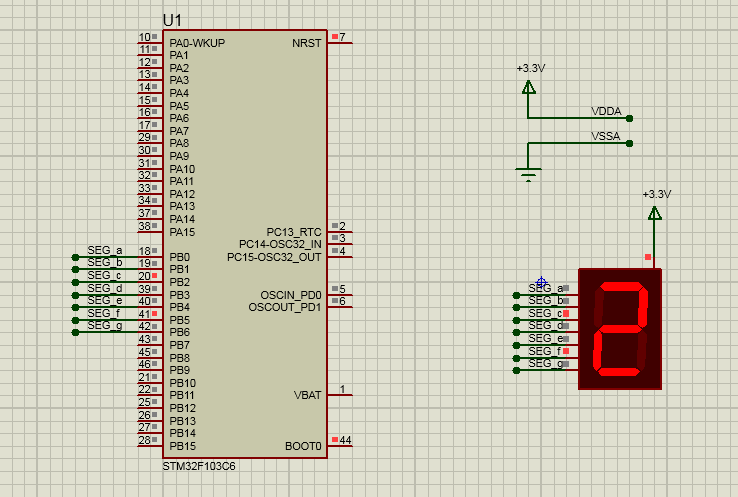 U1
10 PA0-WKUP NRST 7
11 PA1
12 PA2
13 PA3
14 PA4
15 PA5
16 PA6
17 PA7
29 PA8
30 PA9
31 PA10
32 PA11
33 PA12
34 PA13
37 PA14
38 PA15 PC13_RTC 2
PC14-OSC32_IN 3
SEG_a 18 PB0 PC15-OSC32_OUT 4
SEG_b 19 PB1
SEG_c 20 PB2
SEG_d 39 PB3 OSCIN_PD0 5
SEG_e 40 PB4 OSCOUT_PD1 6
SEG_f 41 PB5
SEG_g 42 PB6
43 PB7
45 PB8
46 PB9
21 PB10
22 PB11 VBAT 1
25 PB12
26 PB13
27 PB14
28 PB15 BOOT0 44
STM32F103C6
+3.3V
VDDA
VSSA
+3.3V
SEG_a
SEG_b
SEG_c
SEG_d
SEG_e
SEG_f
SEG_g
2